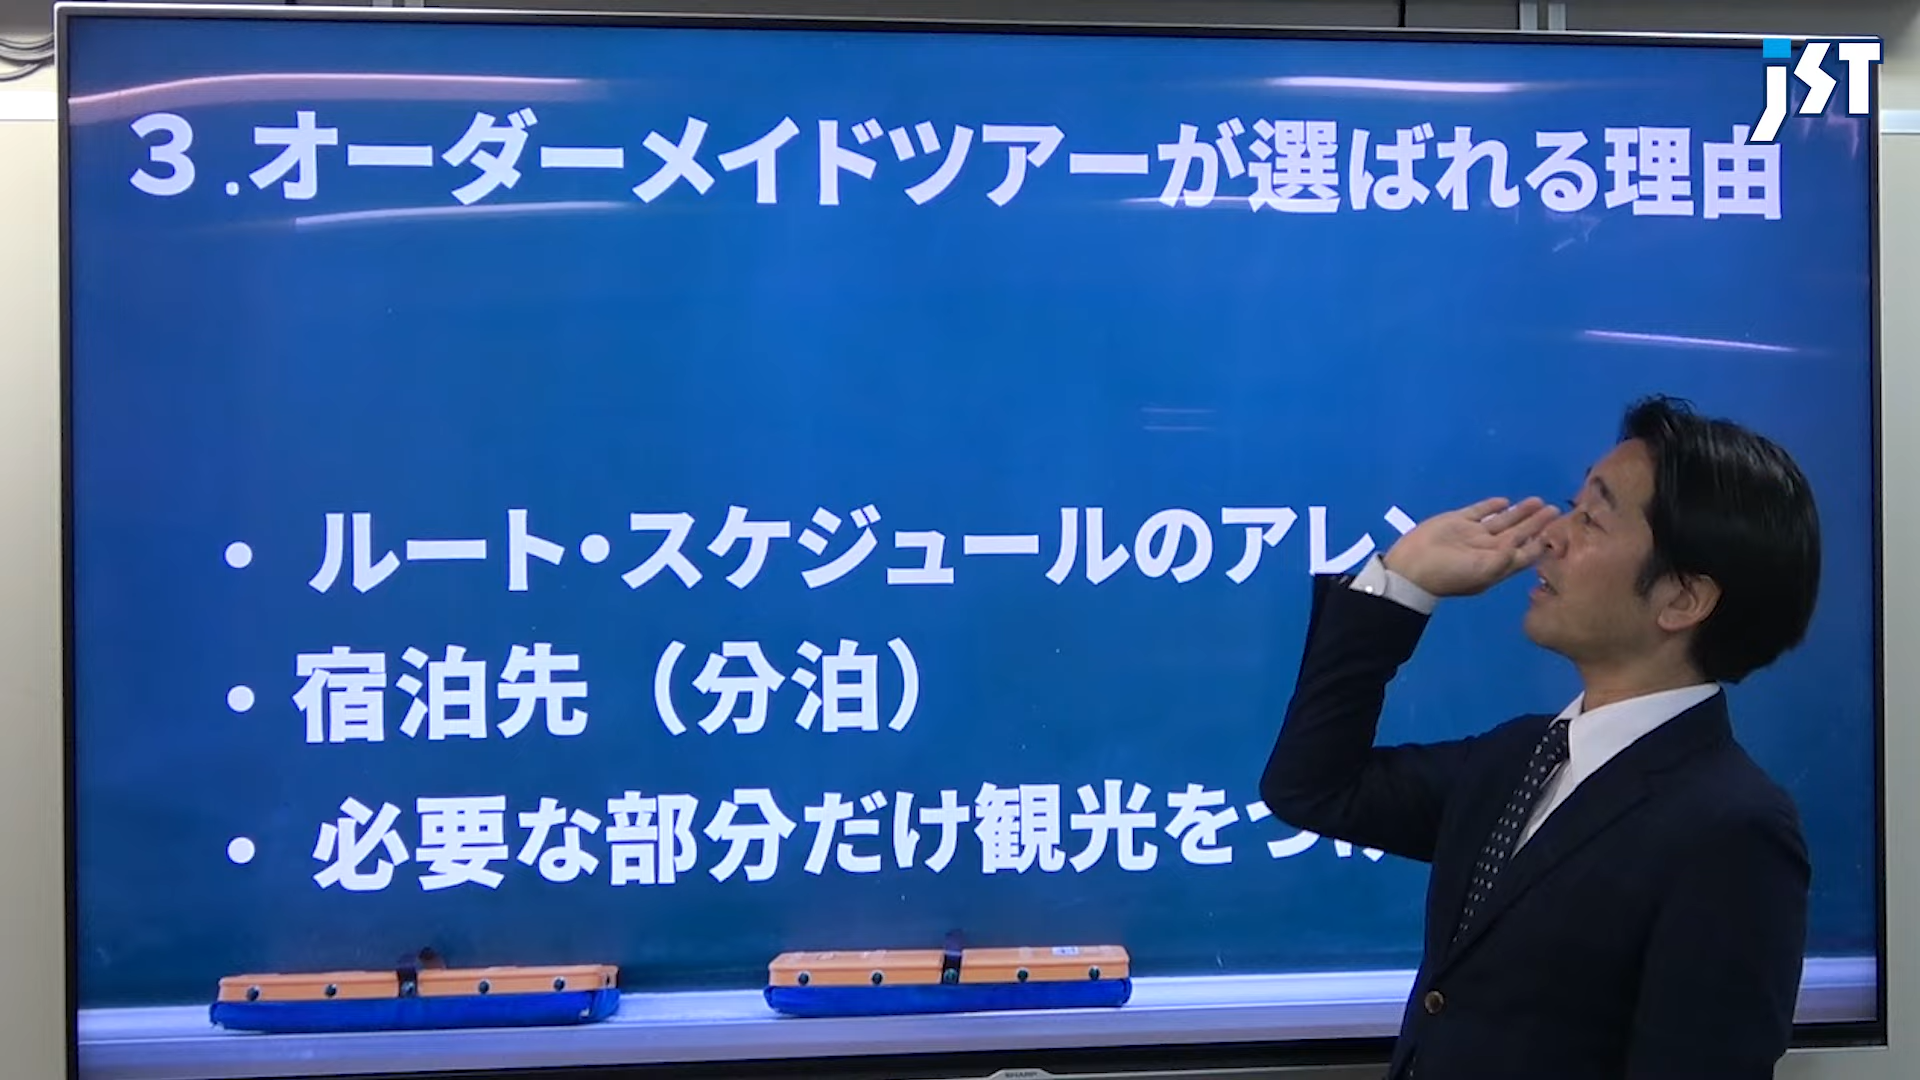 jST
３.オーダーメイドツアーが選ばれる理由
・ ルート・スケジュールのアレン
・宿泊先（分泊）
・ 必要な部分だけ観光をつ
SHARP